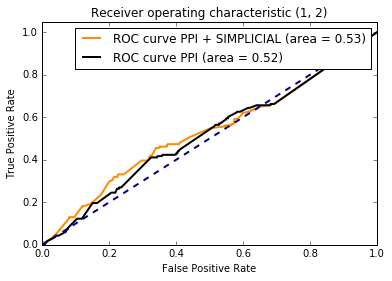 Receiver operating characteristic (1, 2)
ROC curve PPI + SIMPLICIAL (area = 0.53)
ROC curve PPI (area = 0.52)
True Positive Rate
1.0
0.8
0.6
0.4
0.2
0.0
0.0 0.2 0.4 0.6 0.8 1.0
False Positive Rate